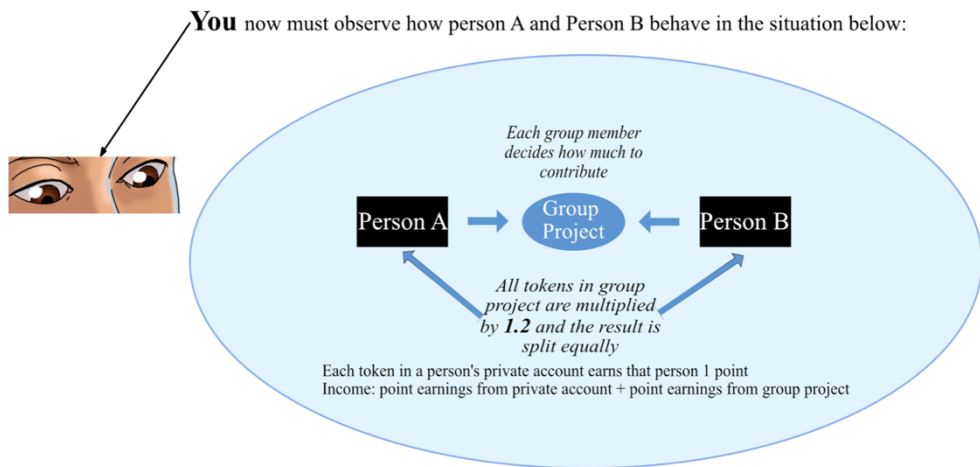 You now must observe how person A and Person B behave in the situation below:
Each group member
decides how much to
contribute
Person A
Group
Project
Person B
All tokens in group
project are multiplied
by 1.2 and the result is
split equally
Each token in a person's private account earns that person 1 point
Income: point earnings from private account + point earnings from group project